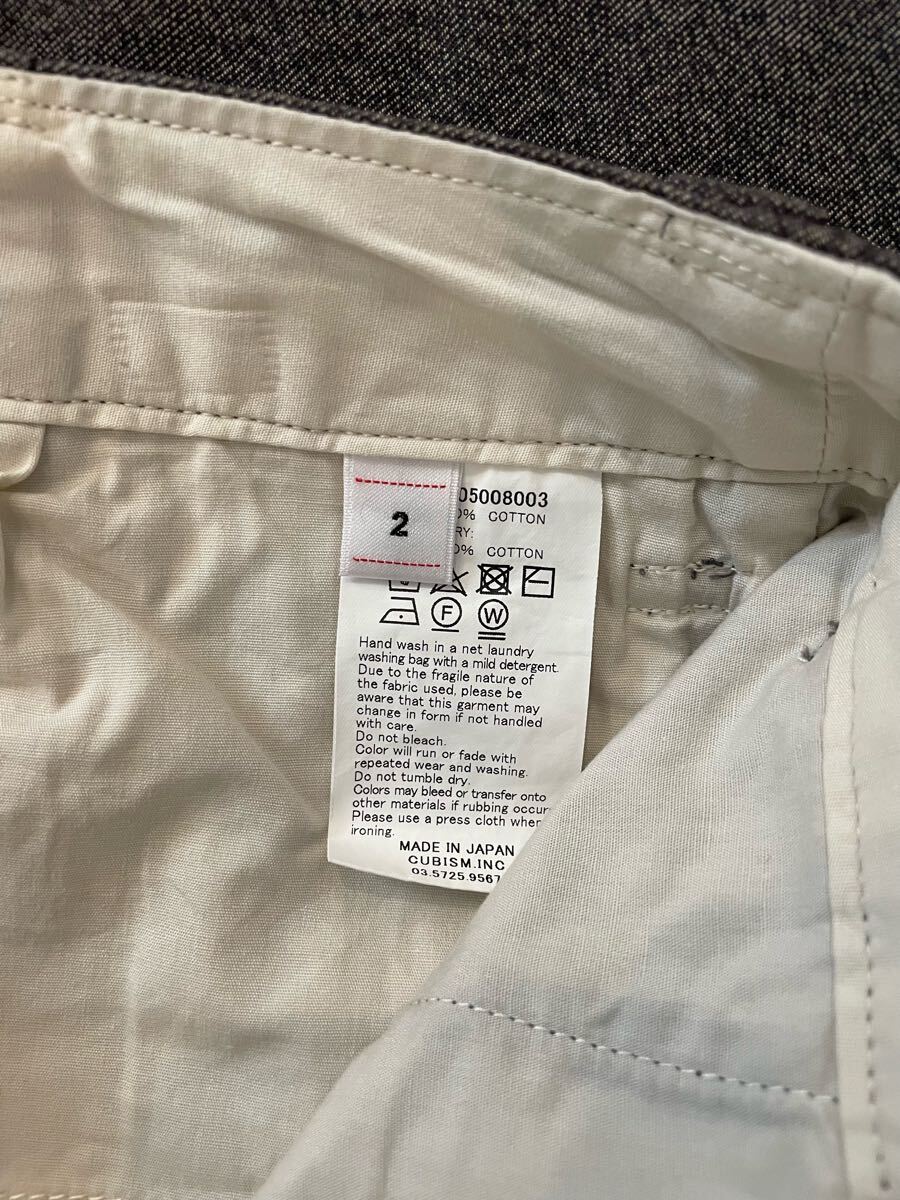 2
05008003
0% COTTON
RY:
0% COTTON
F W
Hand wash in a net laundry
washing bag with a mild detergent.
Due to the fragile nature of
the fabric used, please be
aware that this garment may
change in form if not handled
with care.
Do not bleach.
Color will run or fade with
repeated wear and washing.
Do not tumble dry.
Colors may bleed or transfer onto
other materials if rubbing occur
Please use a press cloth when
ironing.
MADE IN JAPAN
CUBISM.INC
03.5725.9567